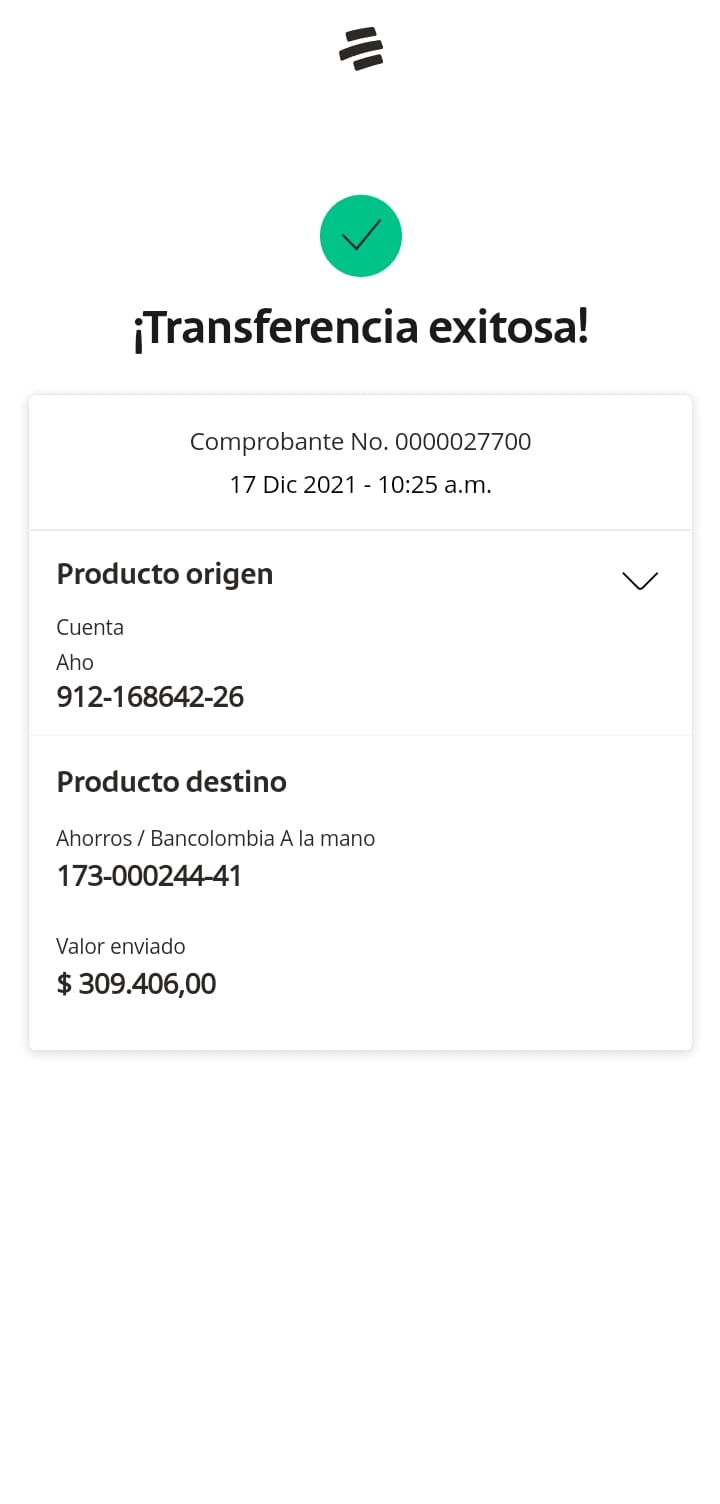 ¡Transferencia exitosa!
Comprobante No. 0000027700
17 Dic 2021 - 10:25 a.m.
Producto origen
Cuenta
Aho
912-168642-26
Producto destino
Ahorros / Bancolombia A la mano
173-000244-41
Valor enviado
$ 309.406,00